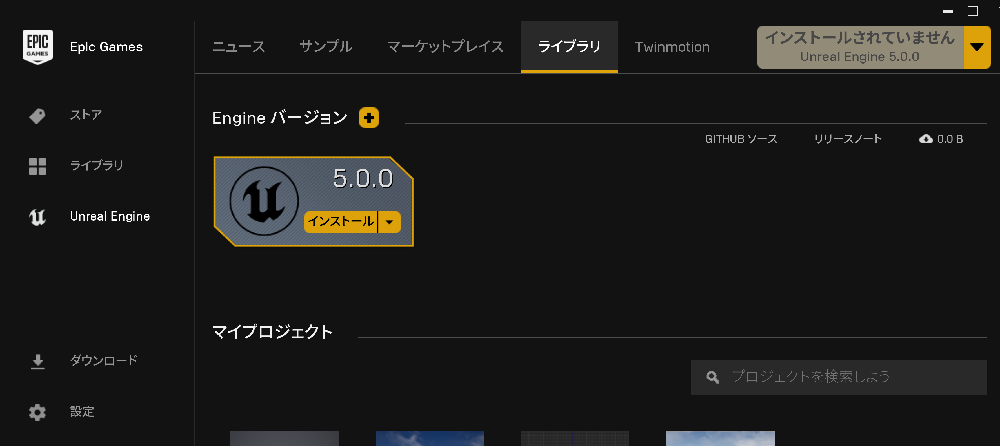 EPIC
GAMES
Epic Games
ストア
ライブラリ
Unreal Engine
ダウンロード
設定
ニュース
サンプル
マーケットプレイス
ライブラリ
Twinmotion
インストールされていません
Unreal Engine 5.0.0
Engine バージョン
GITHUB ソース
リリースノート
0.0 B
5.0.0
インストール
マイプロジェクト
プロジェクトを検索しよう